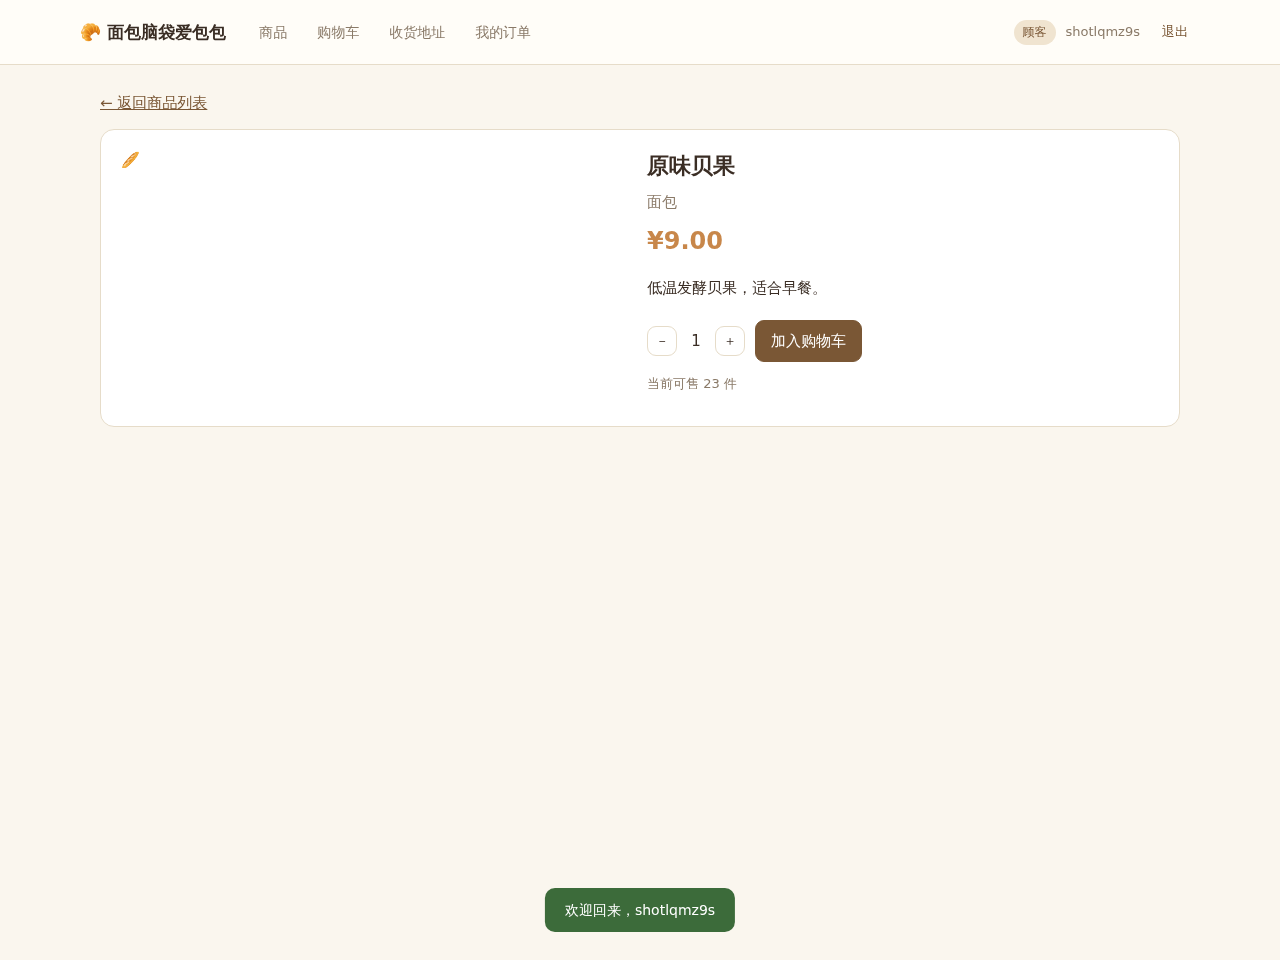 面包脑袋爱包包 商品 购物车 收货地址 我的订单 顾客 shotlqmz9s 退出
← 返回商品列表
原味贝果
面包
¥9.00
低温发酵贝果，适合早餐。
− 1 + 加入购物车
当前可售 23 件
欢迎回来，shotlqmz9s